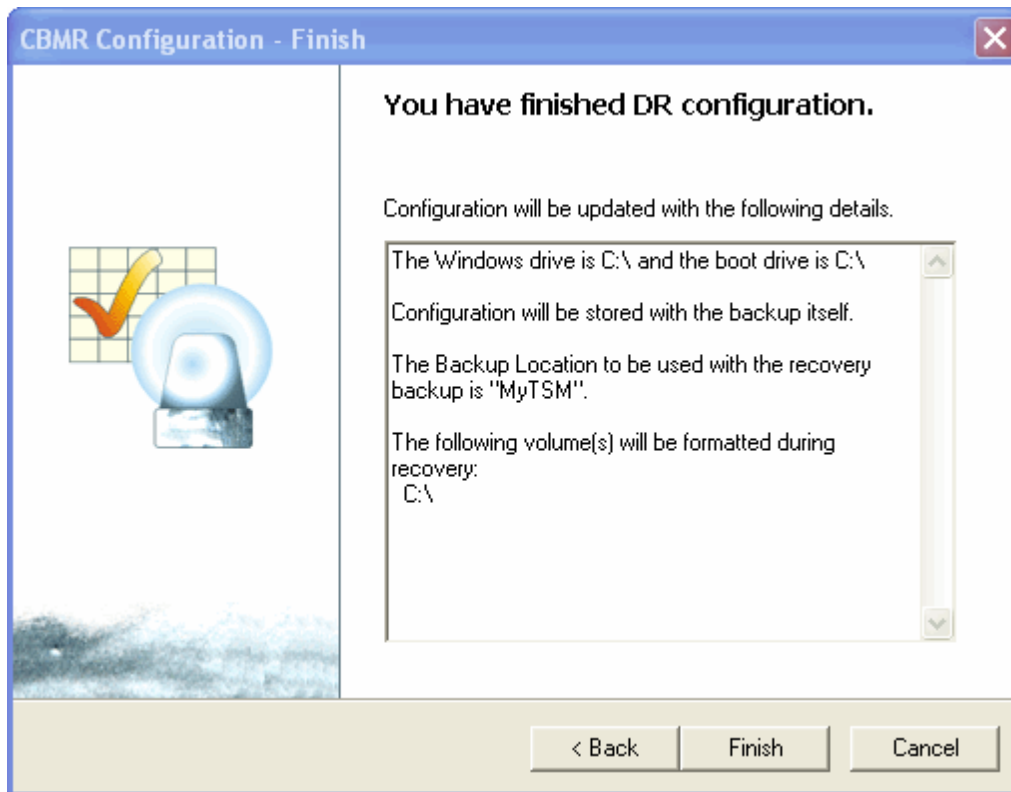 CBMR Configuration - Finish
You have finished DR configuration.
Configuration will be updated with the following details.
The Windows drive is C:\ and the boot drive is C:\
Configuration will be stored with the backup itself.
The Backup Location to be used with the recovery
backup is "MyTSM".
The following volume(s) will be formatted during
recovery:
C:\
< Back
Finish
Cancel